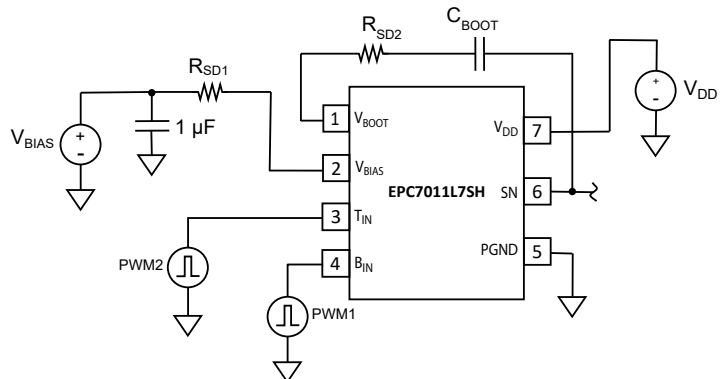 C_BOOT
R_SD2
R_SD1
V_BIAS
1 µF
1 V_BOOT
2 V_BIAS
3 T_IN
4 B_IN
EPC7011L7SH
V_DD 7
SN 6
PGND 5
V_DD
PWM2
PWM1